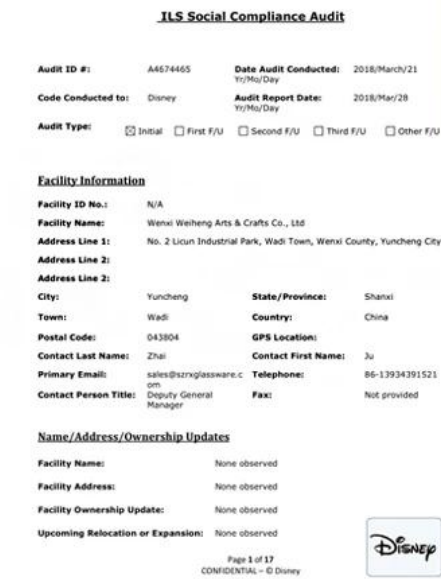 ILS Social Compliance Audit
Audit ID #: A4674465 Date Audit Conducted: 2018/March/21
Yr/Mo/Day
Code Conducted to: Disney Audit Report Date: 2018/Mar/28
Yr/Mo/Day
Audit Type: ☒ Initial ☐ First F/U ☐ Second F/U ☐ Third F/U ☐ Other F/U
Facility Information
Facility ID No.: N/A
Facility Name: Wenxi Weiheng Arts & Crafts Co., Ltd
Address Line 1: No. 2 Licun Industrial Park, Wadi Town, Wenxi County, Yuncheng City
Address Line 2:
Address Line 2:
City: Yuncheng State/Province: Shanxi
Town: Wadi Country: China
Postal Code: 043804 GPS Location:
Contact Last Name: Zhai Contact First Name: Ju
Primary Email: sales@szrxglassware.c Telephone: 86-13934391521
om
Contact Person Title: Deputy General Fax: Not provided
Manager
Name/Address/Ownership Updates
Facility Name: None observed
Facility Address: None observed
Facility Ownership Update: None observed
Upcoming Relocation or Expansion: None observed
Page 1 of 17
CONFIDENTIAL – © Disney
Disney